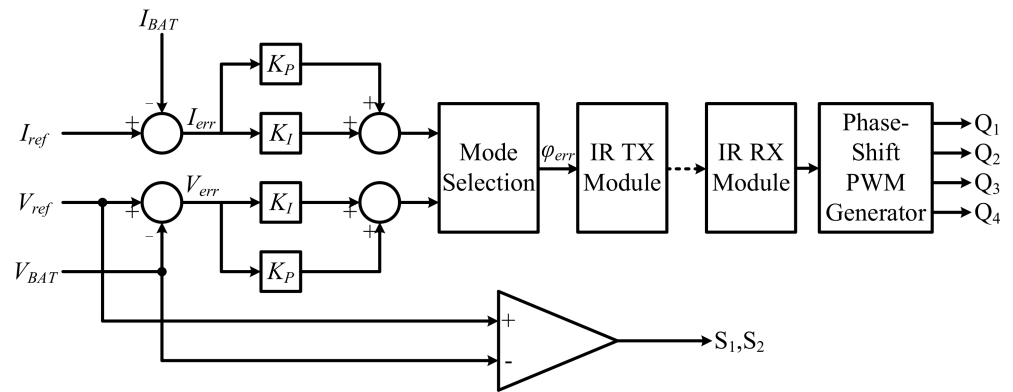 I_BAT
-
K_P
+
I_ref
+
I_err
K_I
+
Mode
Selection
φ_err
IR TX
Module
IR RX
Module
Phase-
Shift
PWM
Generator
Q_1
Q_2
Q_3
Q_4
V_ref
+
V_err
K_I
+
-
+
V_BAT
K_P
+
-
S_1,S_2